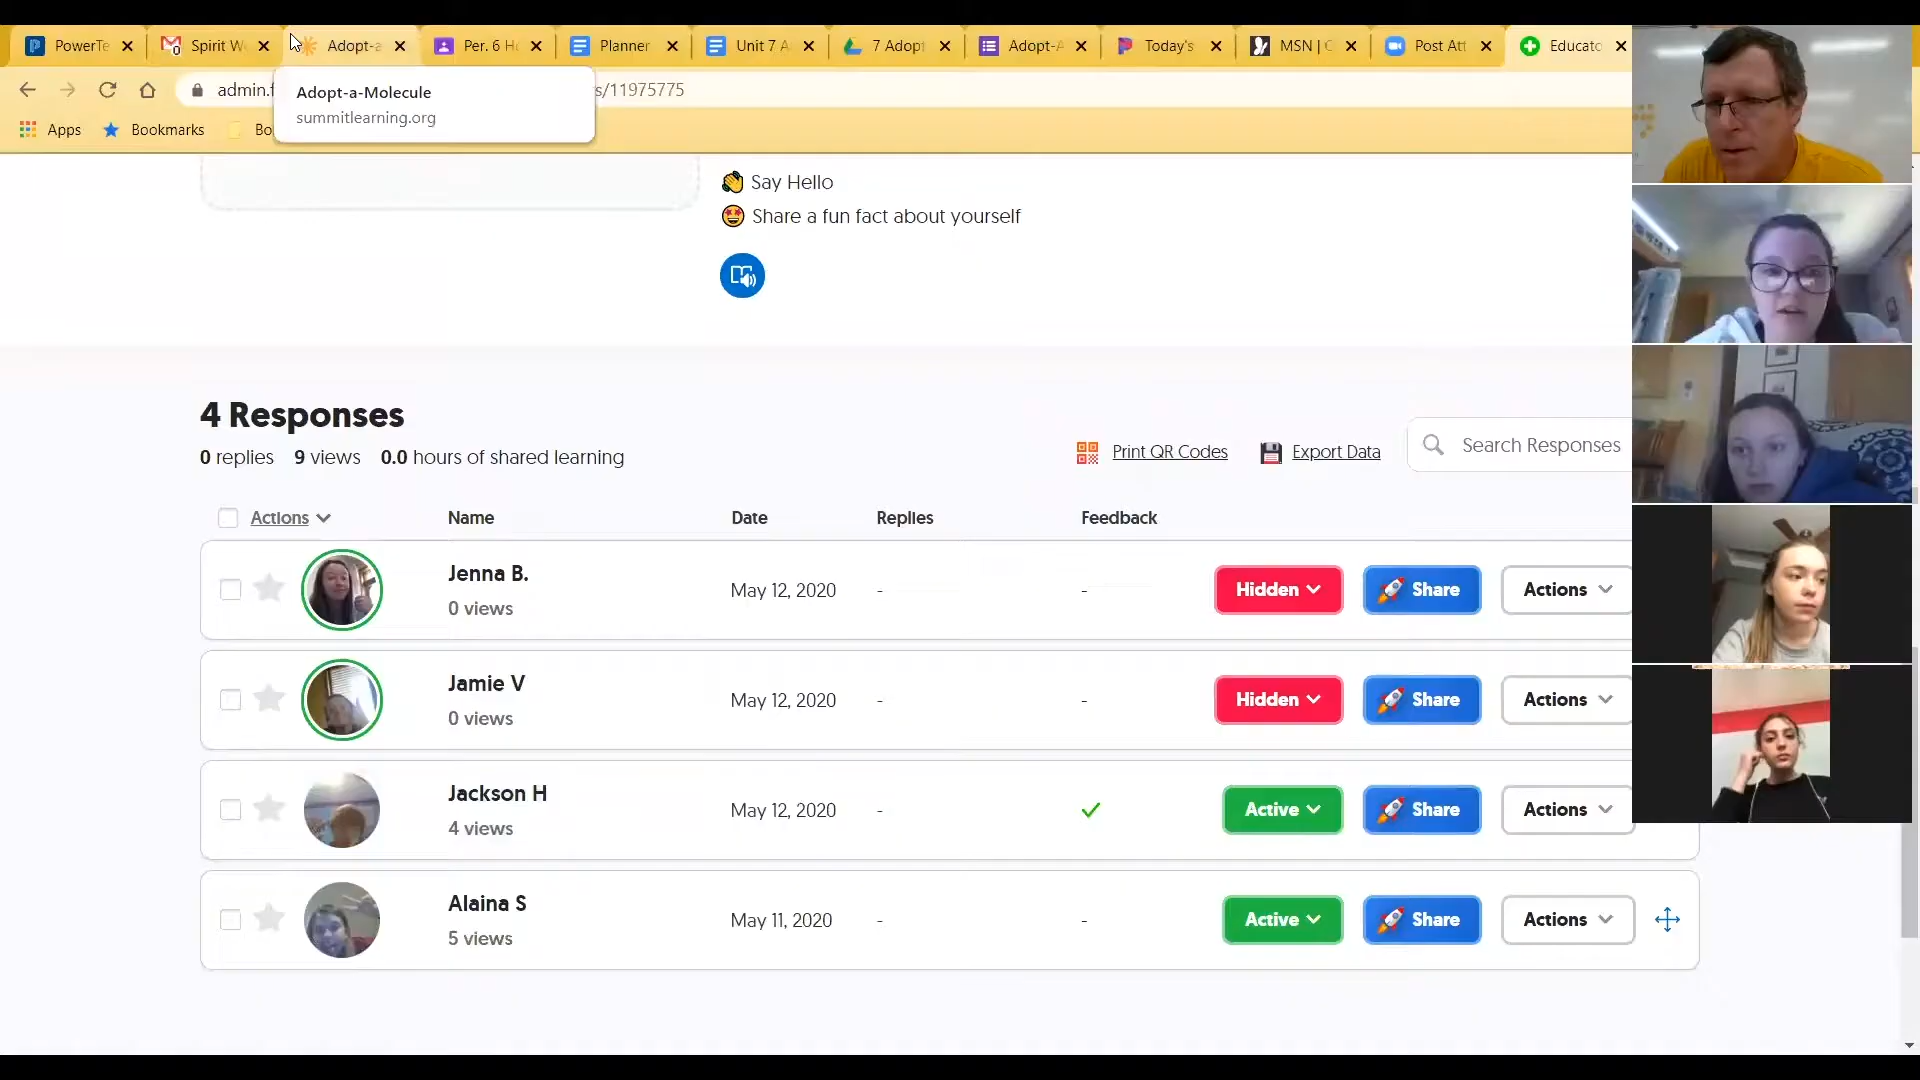 PowerTe
Spirit W
Adopt-a
Per. 6 H
Planner
Unit 7 A
7 Adopt
Adopt-A
Today's
MSN | O
Post Att
Educato
admin.f
s/11975775
Adopt-a-Molecule
summitlearning.org
Apps
Bookmarks
Bo
👏 Say Hello
🤩 Share a fun fact about yourself
4 Responses
0 replies 9 views 0.0 hours of shared learning
Print QR Codes
Export Data
Search Responses
Actions Name Date Replies Feedback
Jenna B.
0 views
May 12, 2020 - - Hidden Share Actions
Jamie V
0 views
May 12, 2020 - - Hidden Share Actions
Jackson H
4 views
May 12, 2020 - ✓ Active Share Actions
Alaina S
5 views
May 11, 2020 - - Active Share Actions